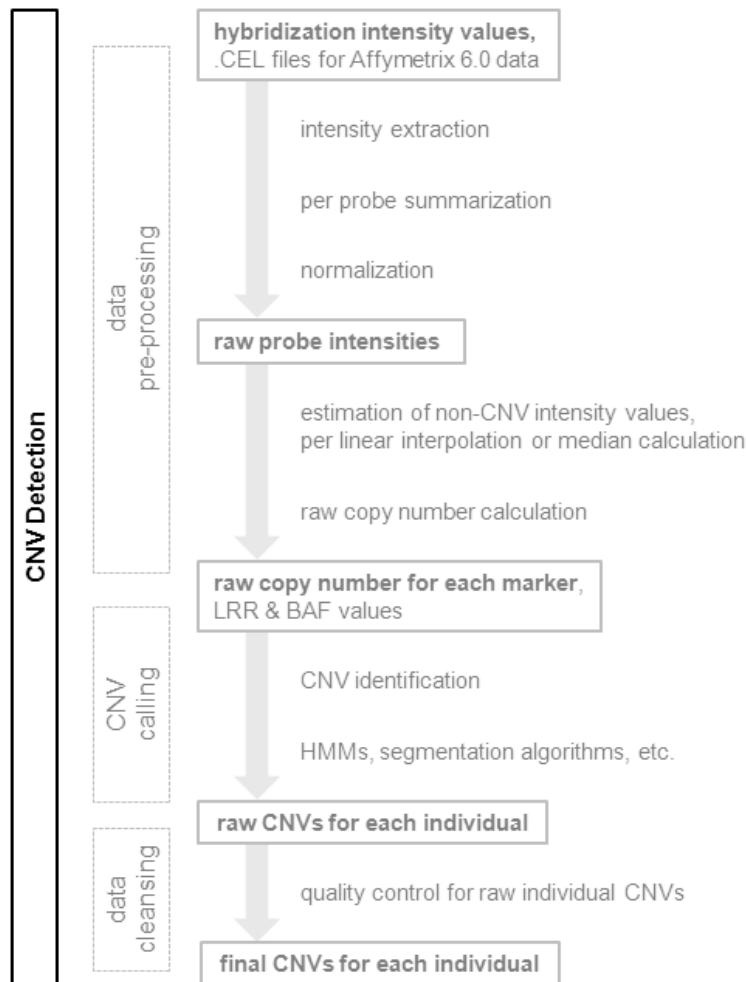 hybridization intensity values,
.CEL files for Affymetrix 6.0 data
intensity extraction
per probe summarization
normalization
data
pre-processing
raw probe intensities
estimation of non-CNV intensity values,
per linear interpolation or median calculation
raw copy number calculation
CNV Detection
raw copy number for each marker,
LRR & BAF values
CNV
calling
CNV identification
HMMs, segmentation algorithms, etc.
raw CNVs for each individual
data
cleansing
quality control for raw individual CNVs
final CNVs for each individual